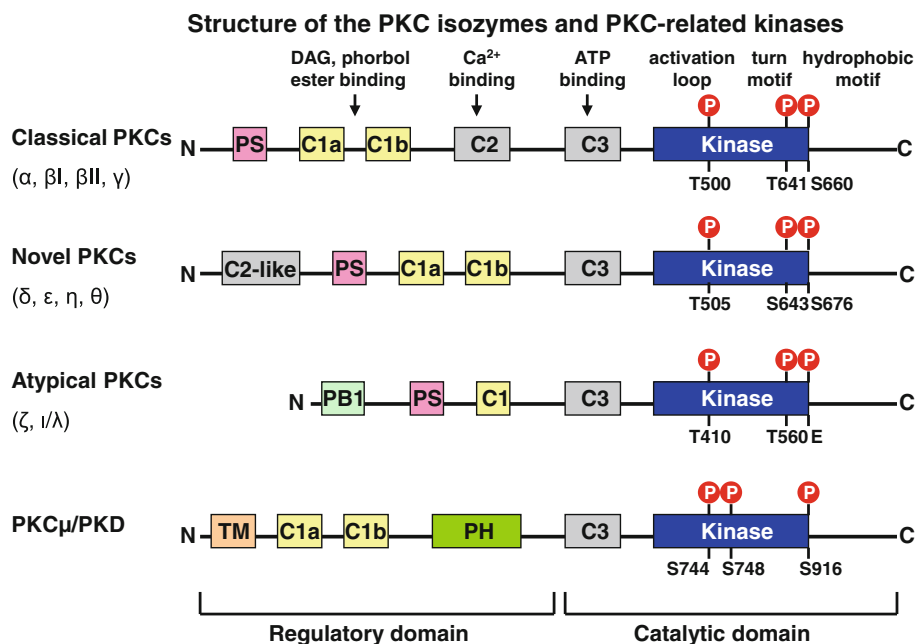 Structure of the PKC isozymes and PKC-related kinases
DAG, phorbol
ester binding
Ca²⁺
binding
ATP
binding
activation
loop
turn
motif
hydrophobic
motif
P P P
Classical PKCs
(α, βI, βII, γ)
N PS C1a C1b C2 C3 Kinase C
T500 T641 S660
P P P
Novel PKCs
(δ, ε, η, θ)
N C2-like PS C1a C1b C3 Kinase C
T505 S643 S676
P P P
Atypical PKCs
(ζ, ι/λ)
N PB1 PS C1 C3 Kinase C
T410 T560 E
P P P
PKCμ/PKD
N TM C1a C1b PH C3 Kinase C
S744 S748 S916
Regulatory domain Catalytic domain